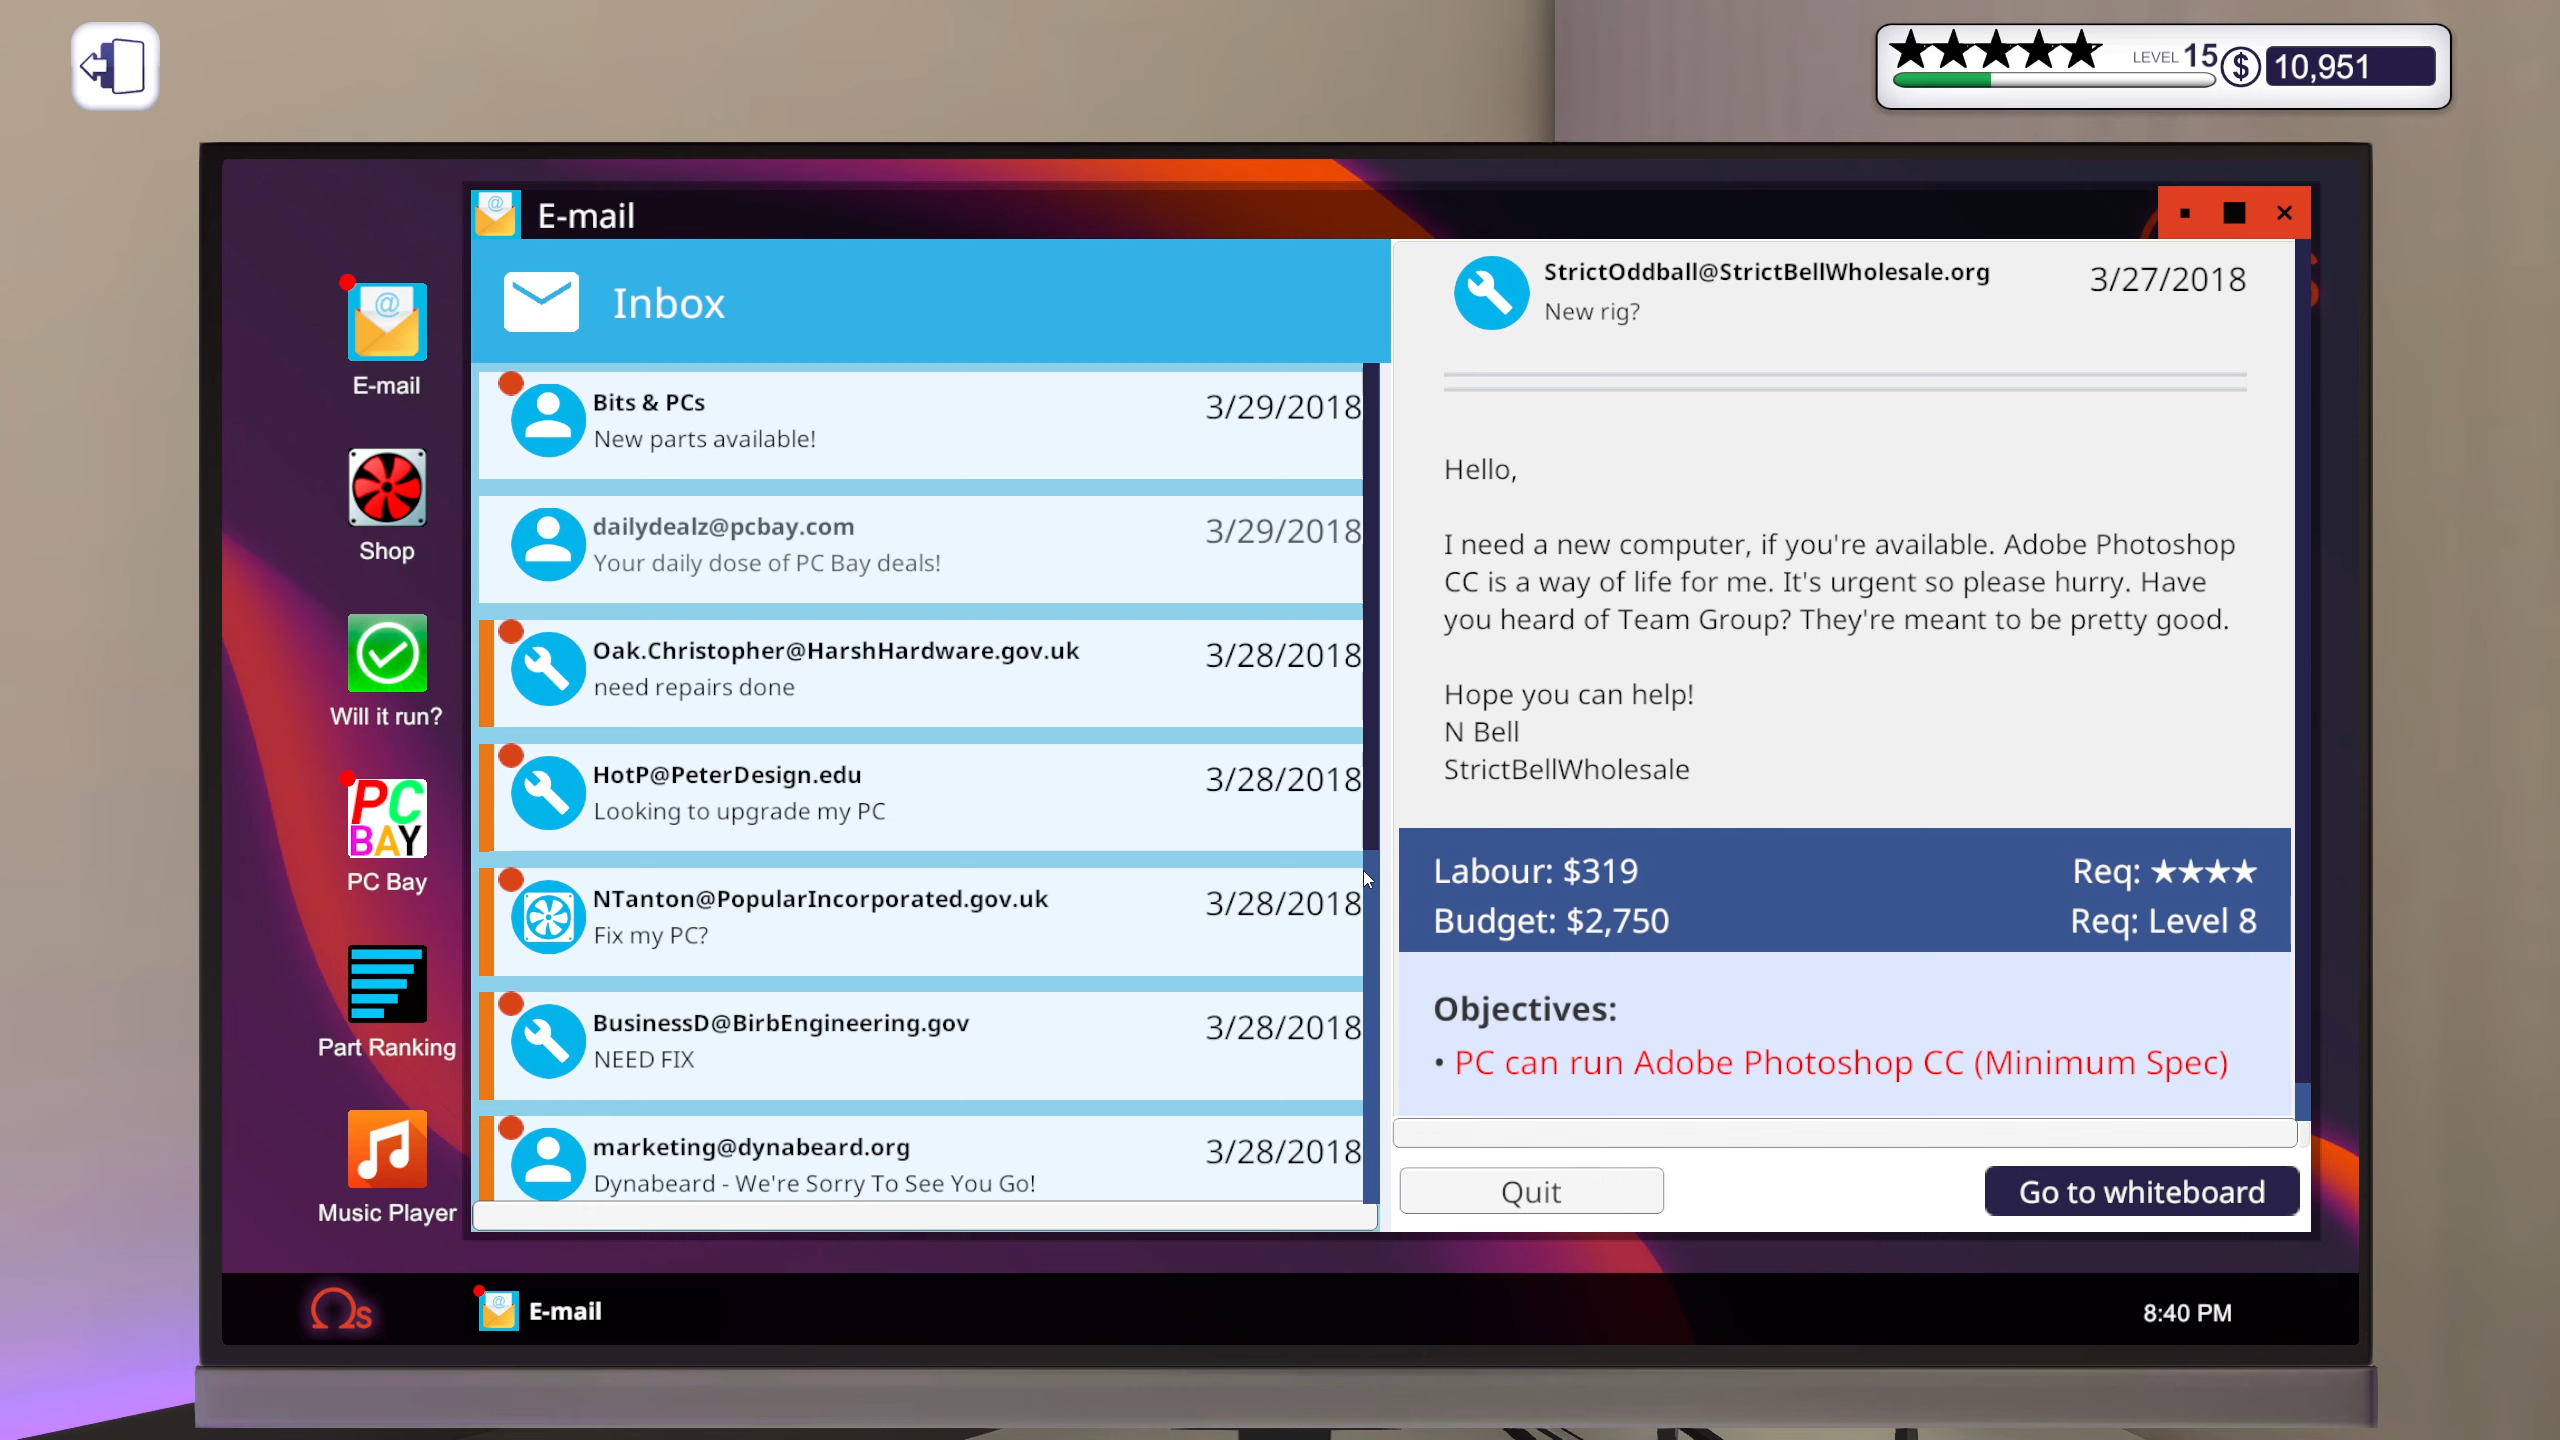 LEVEL 15 $ 10,951
E-mail
Inbox
Bits & PCs 3/29/2018
New parts available!
dailydealz@pcbay.com 3/29/2018
Your daily dose of PC Bay deals!
Oak.Christopher@HarshHardware.gov.uk 3/28/2018
need repairs done
HotP@PeterDesign.edu 3/28/2018
Looking to upgrade my PC
NTanton@PopularIncorporated.gov.uk 3/28/2018
Fix my PC?
BusinessD@BirbEngineering.gov 3/28/2018
NEED FIX
marketing@dynabeard.org 3/28/2018
Dynabeard - We're Sorry To See You Go!
StrictOddball@StrictBellWholesale.org 3/27/2018
New rig?
Hello,
I need a new computer, if you're available. Adobe Photoshop
CC is a way of life for me. It's urgent so please hurry. Have
you heard of Team Group? They're meant to be pretty good.
Hope you can help!
N Bell
StrictBellWholesale
Labour: $319 Req: ★★★★
Budget: $2,750 Req: Level 8
Objectives:
• PC can run Adobe Photoshop CC (Minimum Spec)
Quit Go to whiteboard
@
E-mail
Shop
Will it run?
PC
BAY
PC Bay
Part Ranking
Music Player
Ωs E-mail 8:40 PM